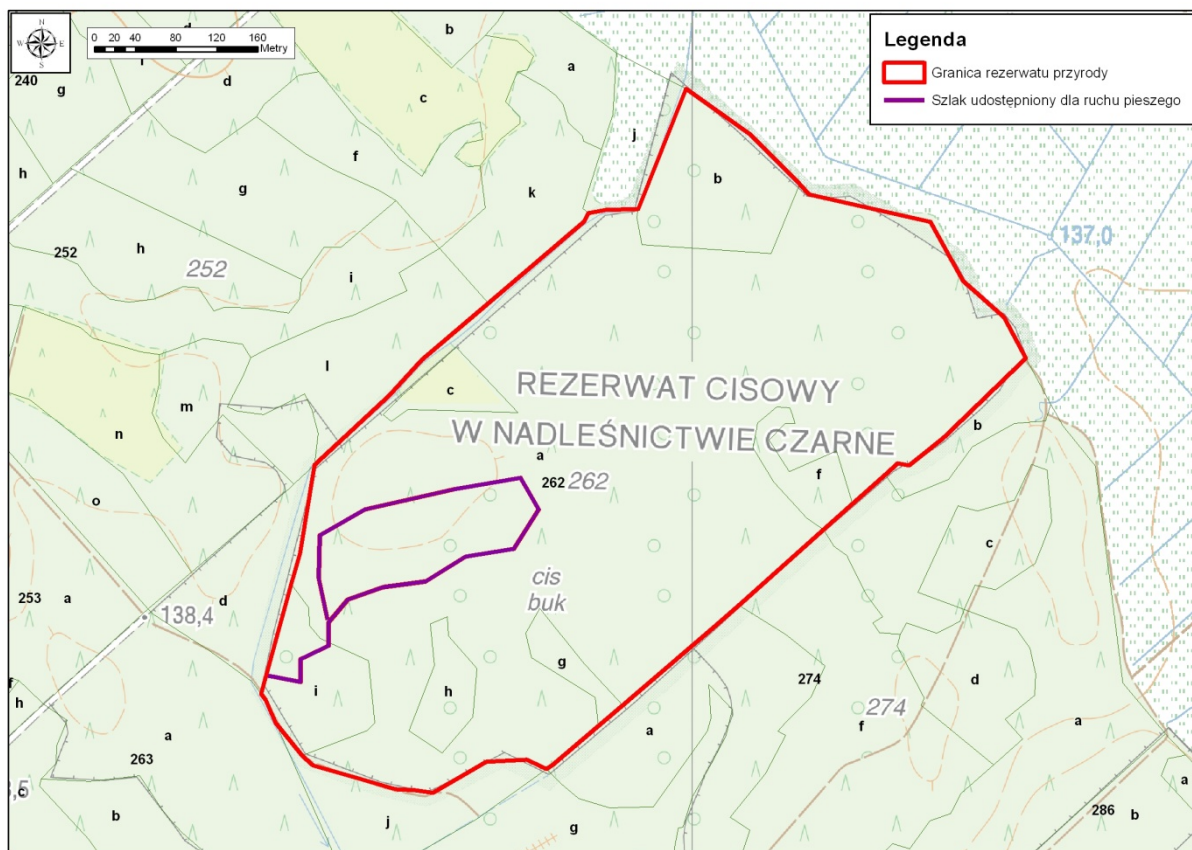 N
W E
S
0 20 40 80 120 160
Metry
Legenda
Granica rezerwatu przyrody
Szlak udostępniony dla ruchu pieszego
b
d
a
240
g
d
c
f
j
h
g
k
b
h
252
252
i
137,0
l
c
REZERWAT CISOWY
W NADLEŚNICTWIE CZARNE
m
n
b
a
f
262
262
o
c
cis
buk
253
a
d
138,4
g
f
h
i
h
274
274
d
a
a
a
f
263
c
b
j
g
286
b
a